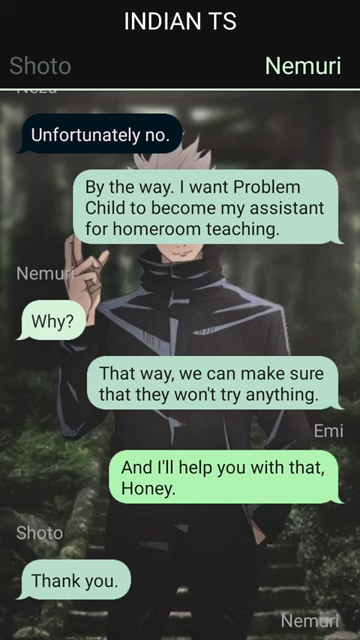 INDIAN TS
Shoto
Nemuri
Nezu
Unfortunately no.
By the way. I want Problem
Child to become my assistant
for homeroom teaching.
Nemuri
Why?
That way, we can make sure
that they won't try anything.
Emi
And I'll help you with that,
Honey.
Shoto
Thank you.
Nemuri